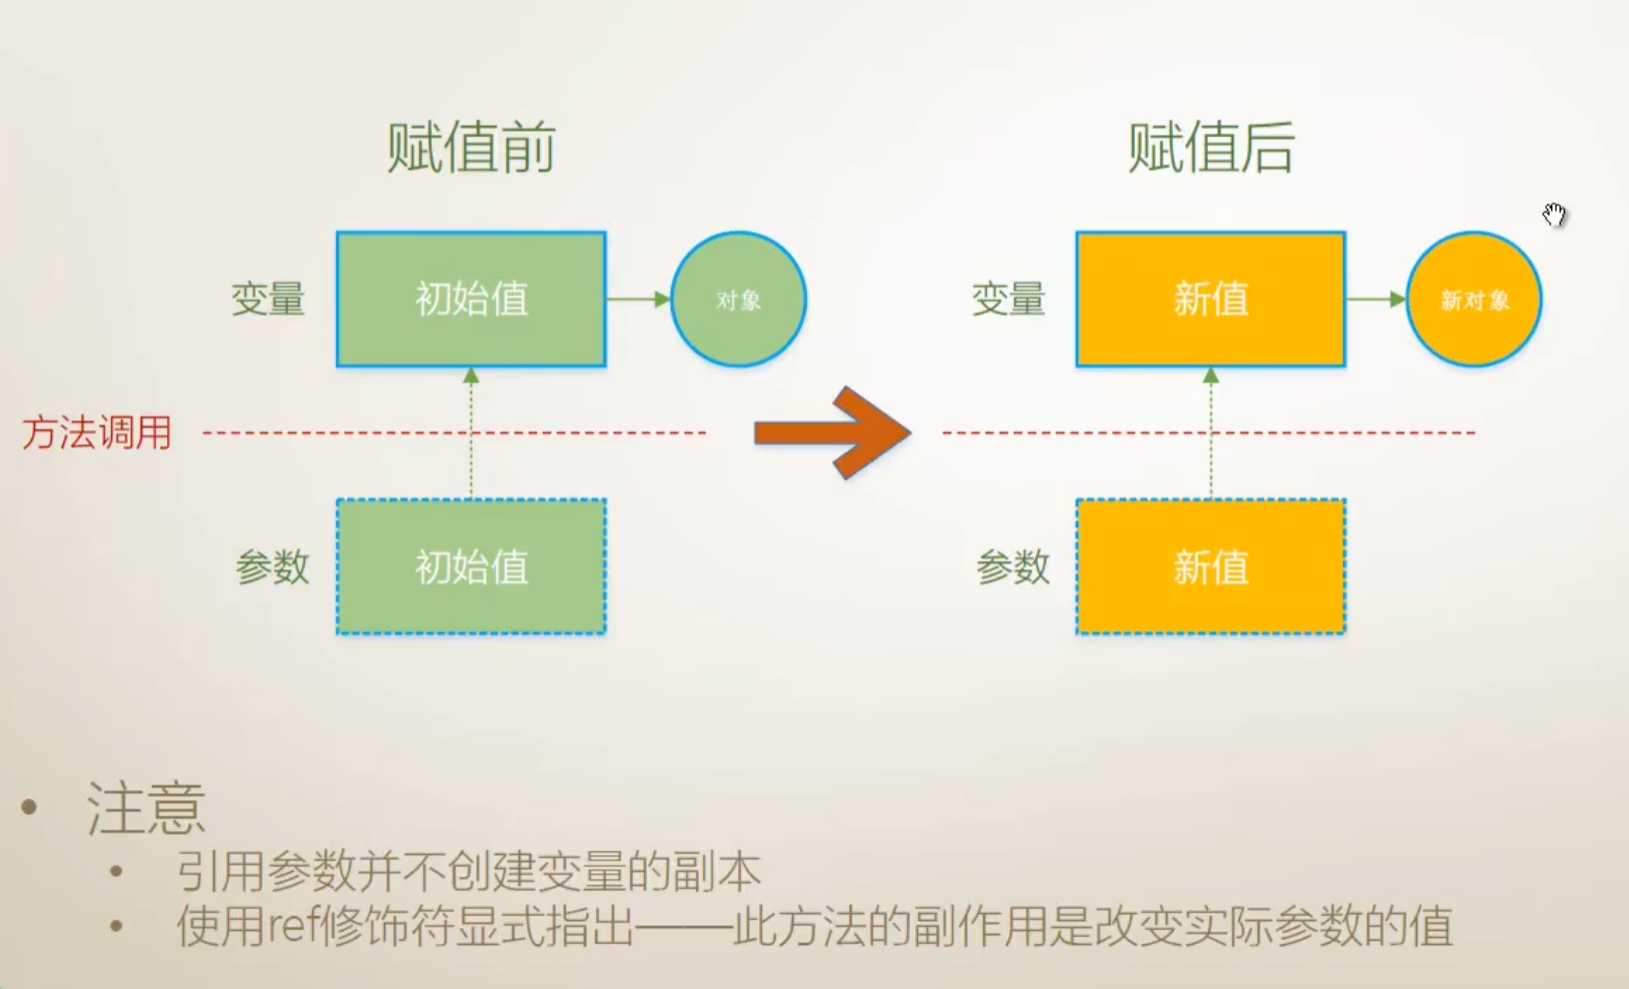 赋值前
赋值后
变量
初始值
对象
变量
新值
新对象
方法调用
参数
初始值
参数
新值
注意
引用参数并不创建变量的副本
使用ref修饰符显式指出——此方法的副作用是改变实际参数的值